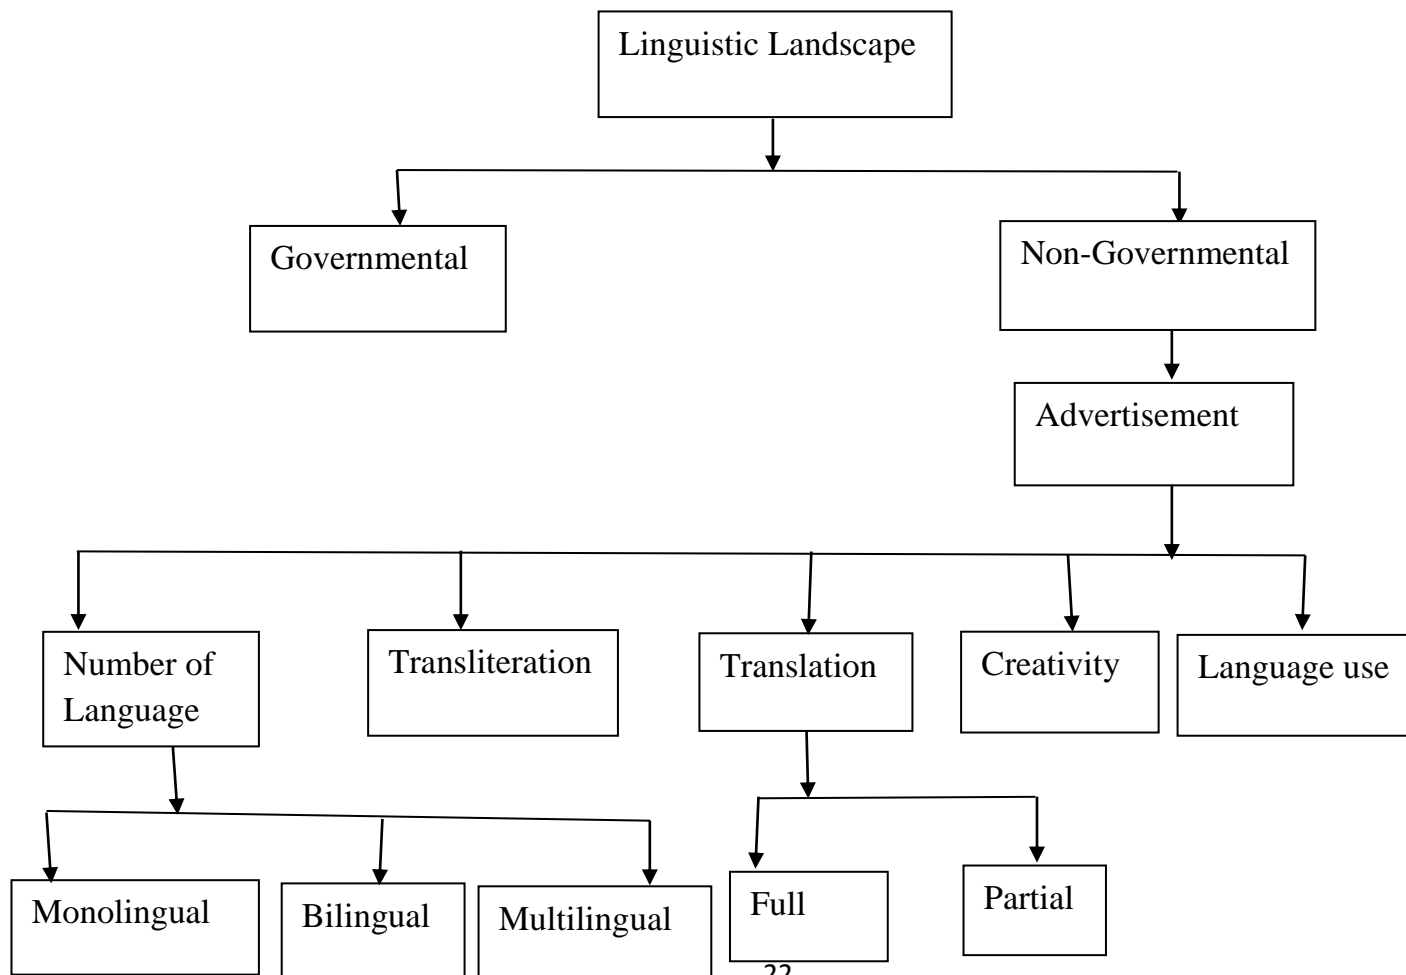 Linguistic Landscape
Governmental
Non-Governmental
Advertisement
Number of
Language
Transliteration
Translation
Creativity
Language use
Monolingual
Bilingual
Multilingual
Full
Partial
22